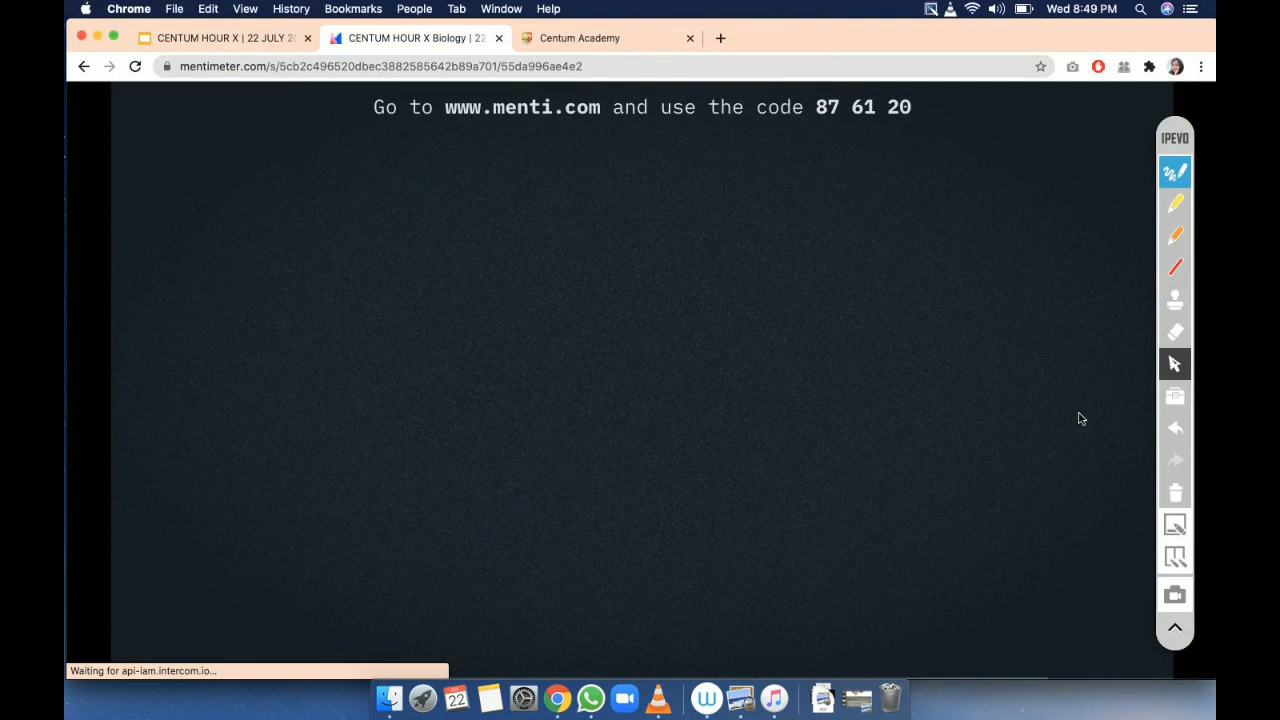 Chrome File Edit View History Bookmarks People Tab Window Help Wed 8:49 PM
CENTUM HOUR X | 22 JULY 20 CENTUM HOUR X Biology | 22 Centum Academy
mentimeter.com/s/5cb2c496520dbec3882585642b89a701/55da996ae4e2
Go to www.menti.com and use the code 87 61 20
IPEVO
Waiting for api-iam.intercom.io...
22